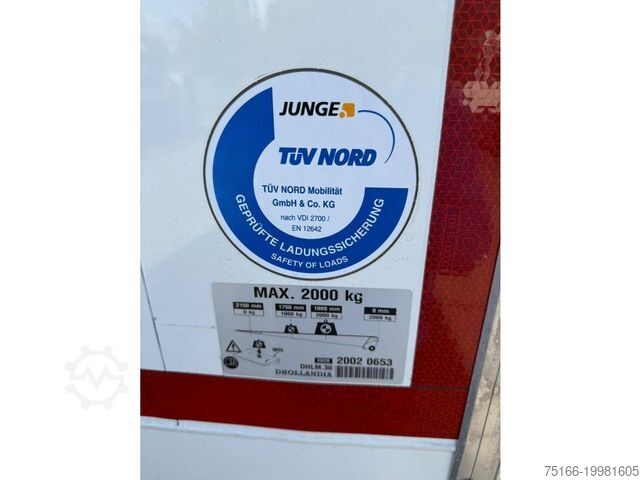 JUNGE
TÜV NORD
TÜV NORD Mobilität
GmbH & Co. KG
nach VDI 2700 /
EN 12642
GEPRÜFTE LADUNGSSICHERUNG
SAFETY OF LOADS
MAX. 2000 kg
2150 mm 1750 mm 1000 mm 0 mm
0 kg 1000 kg 2000 kg 2000 kg
MIN
2002 0653
DHLM.30
DHOLLANDIA
75166-19981605